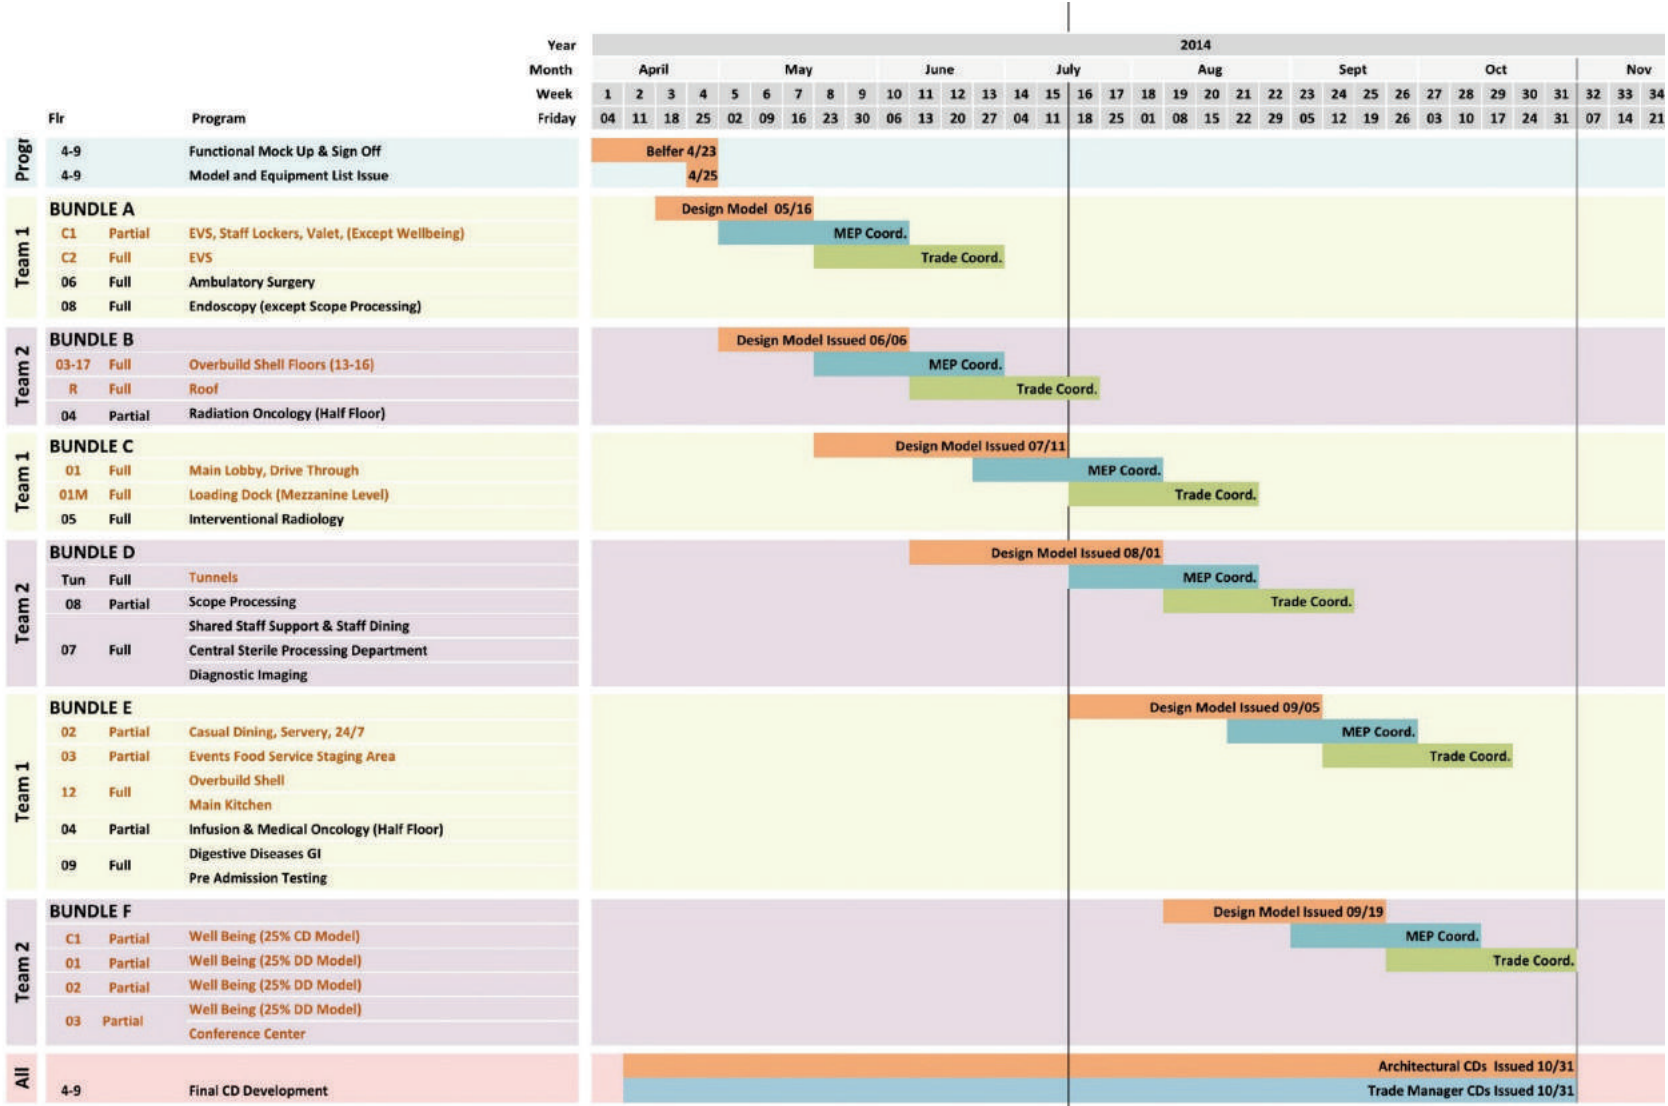 Year 2014
Month April May June July Aug Sept Oct Nov
Week 1 2 3 4 5 6 7 8 9 10 11 12 13 14 15 16 17 18 19 20 21 22 23 24 25 26 27 28 29 30 31 32 33 34
Flr Program Friday 04 11 18 25 02 09 16 23 30 06 13 20 27 04 11 18 25 01 08 15 22 29 05 12 19 26 03 10 17 24 31 07 14 21
Progr
4-9 Functional Mock Up & Sign Off Belfer 4/23
4-9 Model and Equipment List Issue 4/25
Team 1
BUNDLE A Design Model 05/16
C1 Partial EVS, Staff Lockers, Valet, (Except Wellbeing) MEP Coord.
C2 Full EVS Trade Coord.
06 Full Ambulatory Surgery
08 Full Endoscopy (except Scope Processing)
Team 2
BUNDLE B Design Model Issued 06/06
03-17 Full Overbuild Shell Floors (13-16) MEP Coord.
R Full Roof Trade Coord.
04 Partial Radiation Oncology (Half Floor)
Team 1
BUNDLE C Design Model Issued 07/11
01 Full Main Lobby, Drive Through MEP Coord.
01M Full Loading Dock (Mezzanine Level) Trade Coord.
05 Full Interventional Radiology
Team 2
BUNDLE D Design Model Issued 08/01
Tun Full Tunnels MEP Coord.
08 Partial Scope Processing Trade Coord.
Shared Staff Support & Staff Dining
07 Full Central Sterile Processing Department
Diagnostic Imaging
Team 1
BUNDLE E Design Model Issued 09/05
02 Partial Casual Dining, Servery, 24/7 MEP Coord.
03 Partial Events Food Service Staging Area Trade Coord.
Overbuild Shell
12 Full
Main Kitchen
04 Partial Infusion & Medical Oncology (Half Floor)
Digestive Diseases GI
09 Full
Pre Admission Testing
Team 2
BUNDLE F Design Model Issued 09/19
C1 Partial Well Being (25% CD Model) MEP Coord.
01 Partial Well Being (25% DD Model) Trade Coord.
02 Partial Well Being (25% DD Model)
Well Being (25% DD Model)
03 Partial
Conference Center
All
Architectural CDs Issued 10/31
4-9 Final CD Development Trade Manager CDs Issued 10/31